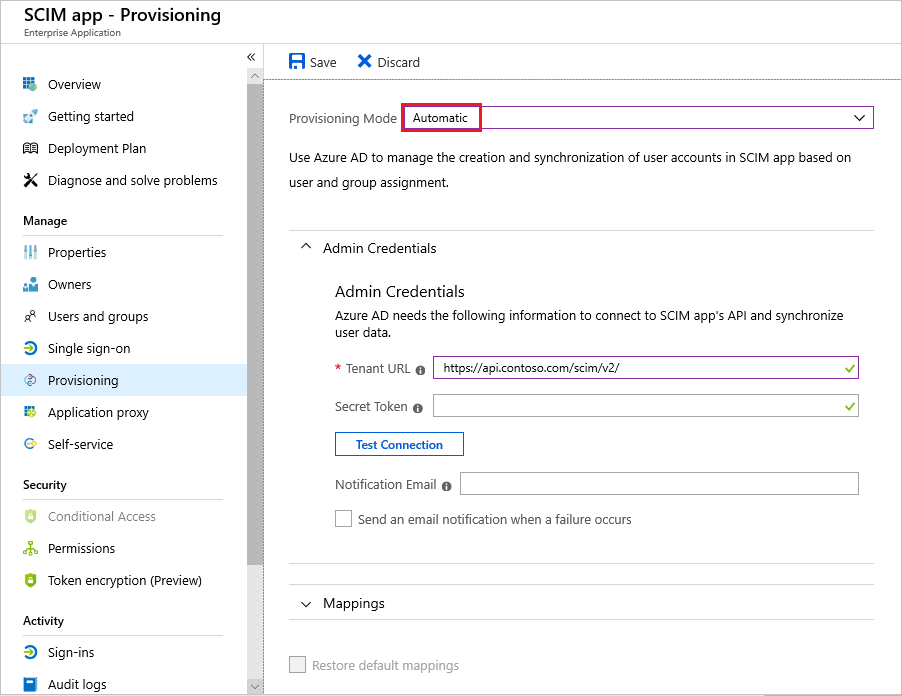 SCIM app - Provisioning
Enterprise Application
«
Overview
Getting started
Deployment Plan
Diagnose and solve problems
Manage
Properties
Owners
Users and groups
Single sign-on
Provisioning
Application proxy
Self-service
Security
Conditional Access
Permissions
Token encryption (Preview)
Activity
Sign-ins
Audit logs
Save Discard
Provisioning Mode Automatic
Use Azure AD to manage the creation and synchronization of user accounts in SCIM app based on
user and group assignment.
Admin Credentials
Admin Credentials
Azure AD needs the following information to connect to SCIM app's API and synchronize
user data.
* Tenant URL https://api.contoso.com/scim/v2/
Secret Token
Test Connection
Notification Email
Send an email notification when a failure occurs
Mappings
Restore default mappings